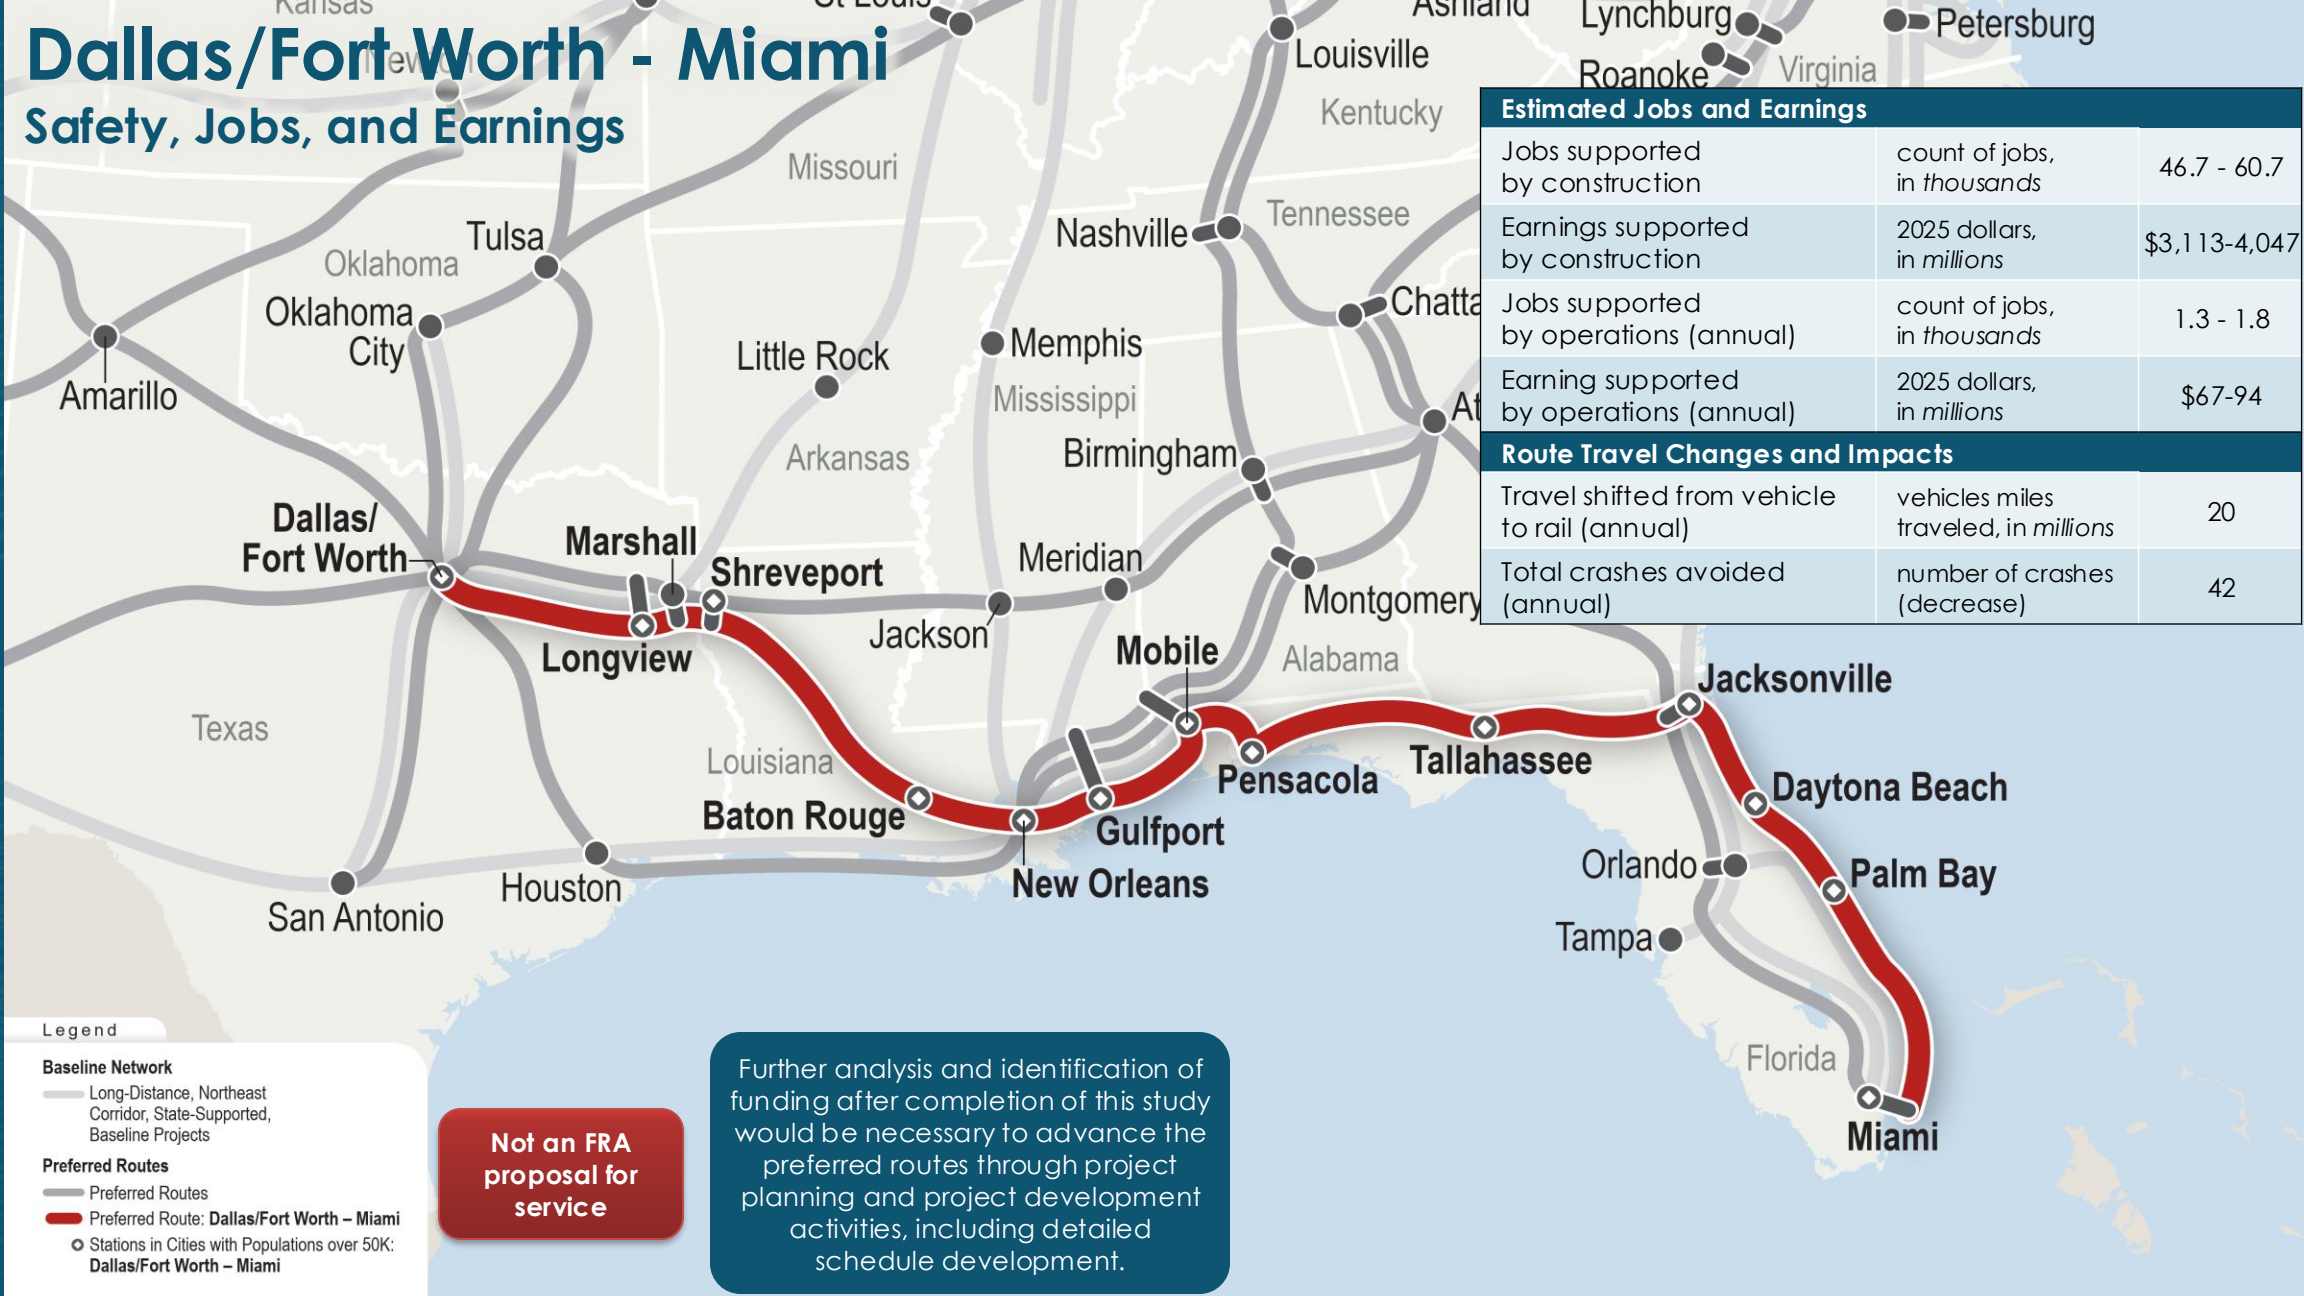 Kansas
St Louis
Ashland
Lynchburg
Petersburg
Dallas/Fort Worth - Miami
Newton
Louisville
Roanoke
Virginia
Safety, Jobs, and Earnings
Kentucky
Missouri
Tennessee
Nashville
Tulsa
Oklahoma
Oklahoma
City
Amarillo
Little Rock
Memphis
Mississippi
Chatta
At
Arkansas
Birmingham
Estimated Jobs and Earnings
Jobs supported
by construction
count of jobs,
in thousands
46.7 - 60.7
Earnings supported
by construction
2025 dollars,
in millions
$3,113-4,047
Jobs supported
by operations (annual)
count of jobs,
in thousands
1.3 - 1.8
Earning supported
by operations (annual)
2025 dollars,
in millions
$67-94
Route Travel Changes and Impacts
Travel shifted from vehicle
to rail (annual)
vehicles miles
traveled, in millions
20
Total crashes avoided
(annual)
number of crashes
(decrease)
42
Dallas/
Fort Worth
Marshall
Shreveport
Meridian
Montgomery
Longview
Jackson
Mobile
Alabama
Jacksonville
Texas
Louisiana
Baton Rouge
Gulfport
New Orleans
Pensacola
Tallahassee
Daytona Beach
Orlando
Palm Bay
Tampa
San Antonio
Houston
Florida
Miami
Legend
Baseline Network
Long-Distance, Northeast
Corridor, State-Supported,
Baseline Projects
Preferred Routes
Preferred Routes
Preferred Route: Dallas/Fort Worth – Miami
Stations in Cities with Populations over 50K:
Dallas/Fort Worth – Miami
Not an FRA
proposal for
service
Further analysis and identification of
funding after completion of this study
would be necessary to advance the
preferred routes through project
planning and project development
activities, including detailed
schedule development.